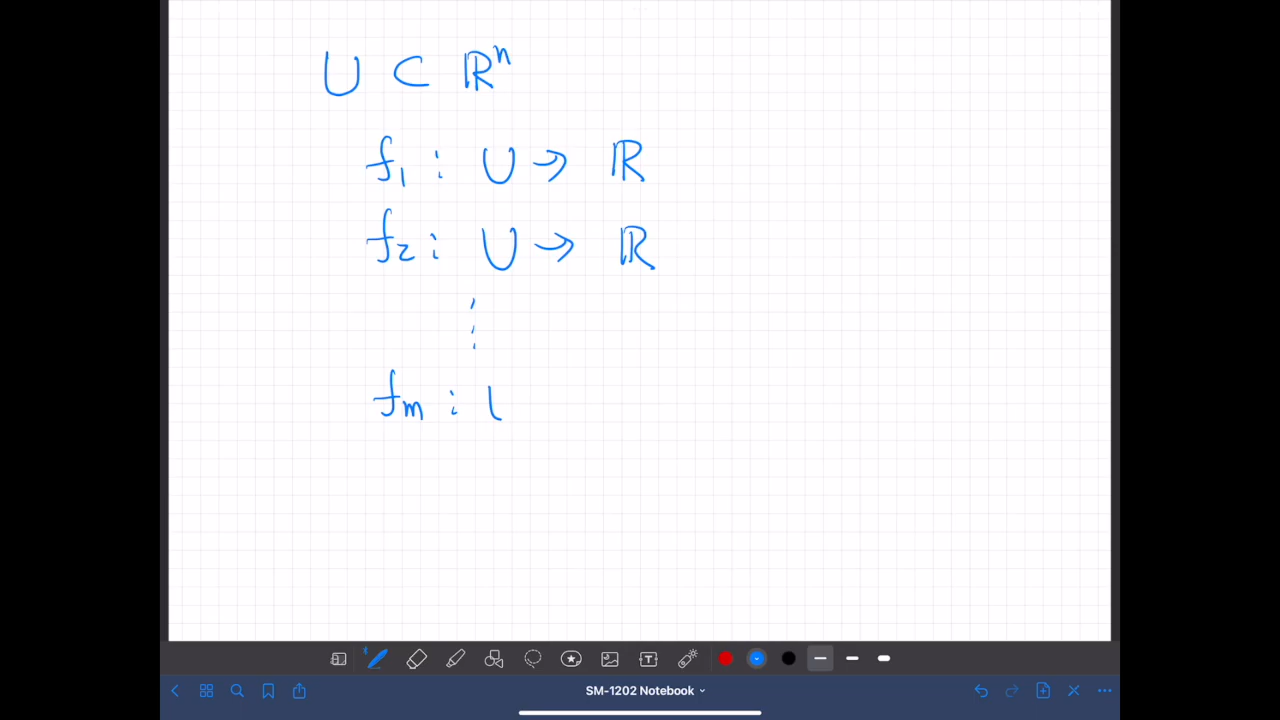 U ⊂ ℝⁿ
f₁ : U → ℝ
f₂ : U → ℝ
⋮
fₘ :
SM-1202 Notebook